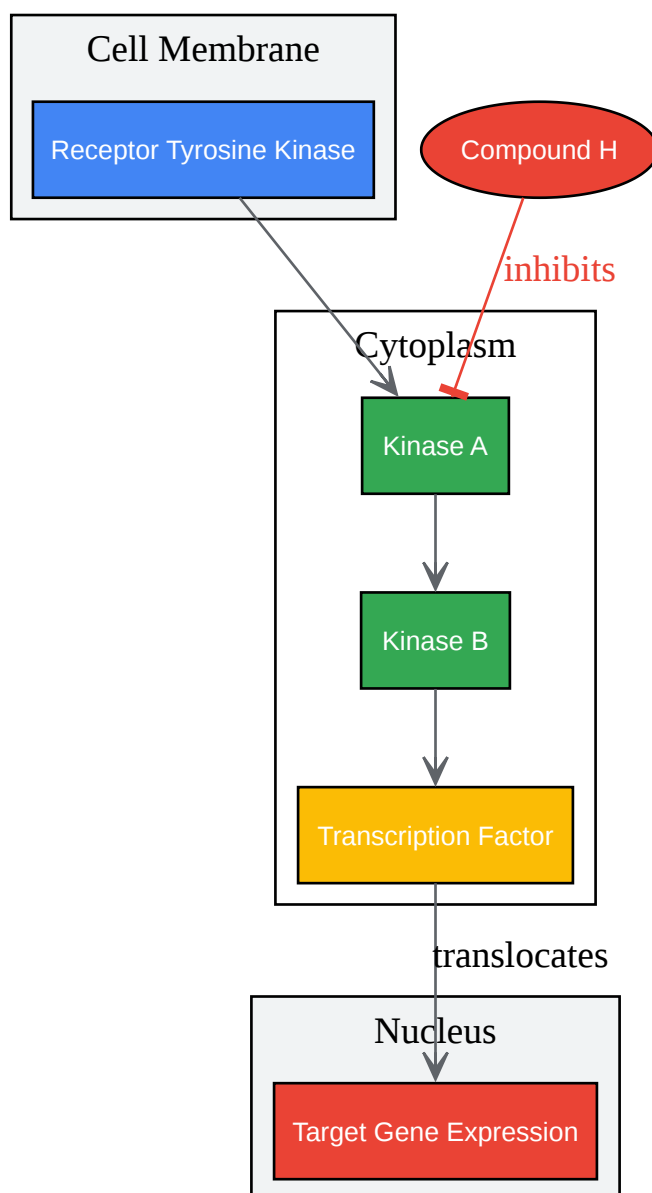 Cell Membrane
Receptor Tyrosine Kinase
Compound H
inhibits
Cytoplasm
Kinase A
Kinase B
Transcription Factor
translocates
Nucleus
Target Gene Expression